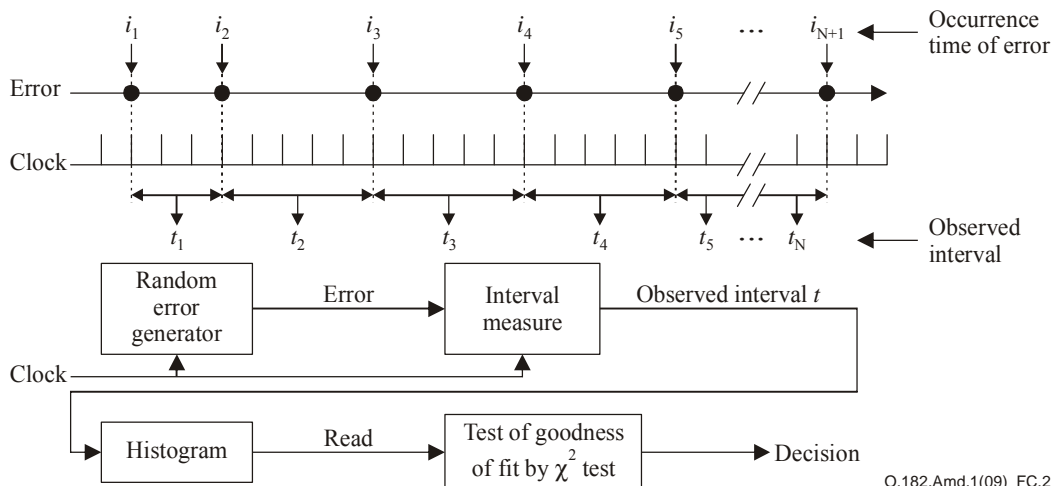 i₁ i₂ i₃ i₄ i₅ ... iN+1
Occurrence
time of error
Error
Clock
t₁ t₂ t₃ t₄ t₅ ... tN
Observed
interval
Random
error
generator
Error
Interval
measure
Observed interval t
Clock
Histogram
Read
Test of goodness
of fit by χ² test
Decision
O.182.Amd.1(09)_FC.2